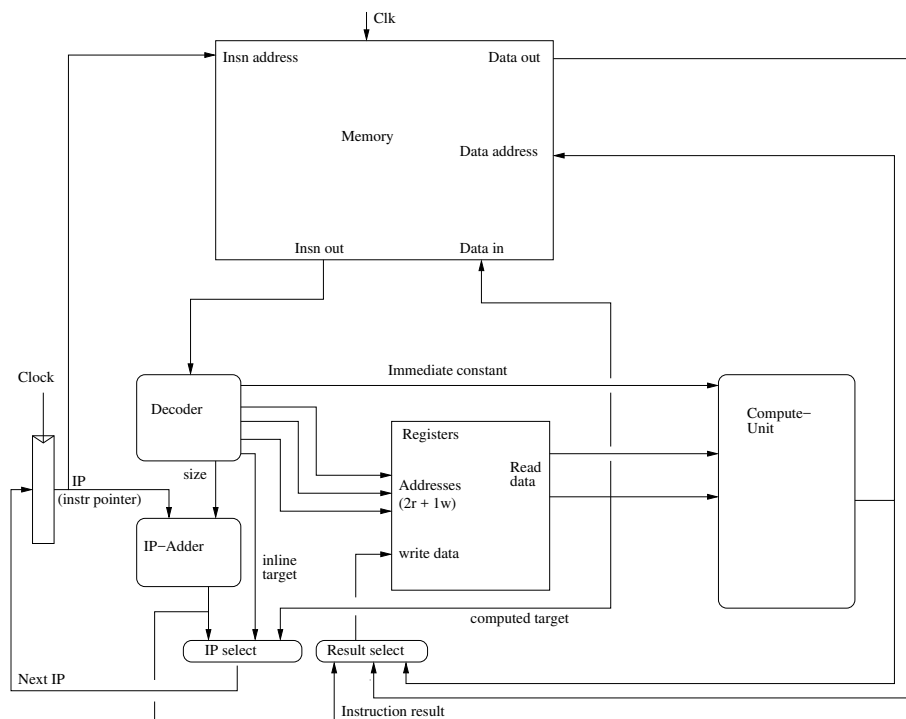 Clk
Insn address
Data out
Memory
Data address
Insn out
Data in
Clock
Immediate constant
Decoder
Compute−
Unit
Registers
size
IP
(instr pointer)
Addresses
(2r + 1w)
Read
data
IP−Adder
inline
target
write data
computed target
IP select
Result select
Next IP
Instruction result